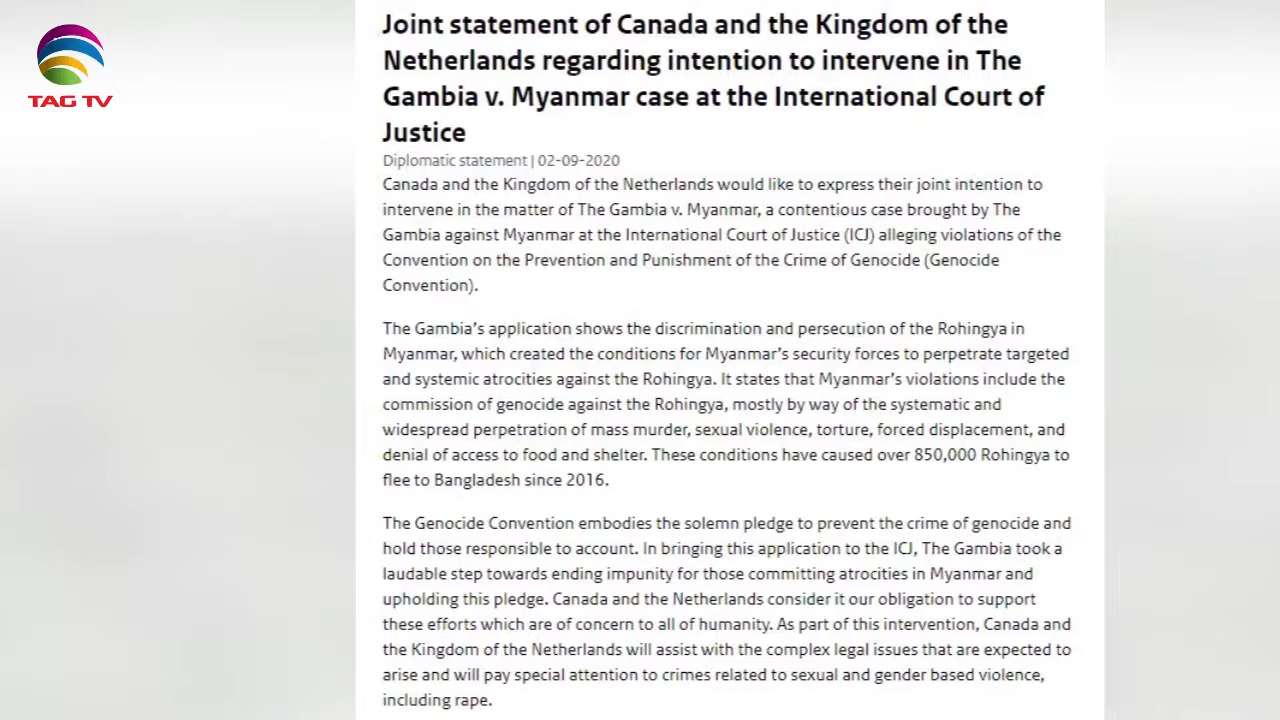 TAG TV
Joint statement of Canada and the Kingdom of the
Netherlands regarding intention to intervene in The
Gambia v. Myanmar case at the International Court of
Justice
Diplomatic statement | 02-09-2020
Canada and the Kingdom of the Netherlands would like to express their joint intention to
intervene in the matter of The Gambia v. Myanmar, a contentious case brought by The
Gambia against Myanmar at the International Court of Justice (ICJ) alleging violations of the
Convention on the Prevention and Punishment of the Crime of Genocide (Genocide
Convention).
The Gambia's application shows the discrimination and persecution of the Rohingya in
Myanmar, which created the conditions for Myanmar's security forces to perpetrate targeted
and systemic atrocities against the Rohingya. It states that Myanmar's violations include the
commission of genocide against the Rohingya, mostly by way of the systematic and
widespread perpetration of mass murder, sexual violence, torture, forced displacement, and
denial of access to food and shelter. These conditions have caused over 850,000 Rohingya to
flee to Bangladesh since 2016.
The Genocide Convention embodies the solemn pledge to prevent the crime of genocide and
hold those responsible to account. In bringing this application to the ICJ, The Gambia took a
laudable step towards ending impunity for those committing atrocities in Myanmar and
upholding this pledge. Canada and the Netherlands consider it our obligation to support
these efforts which are of concern to all of humanity. As part of this intervention, Canada and
the Kingdom of the Netherlands will assist with the complex legal issues that are expected to
arise and will pay special attention to crimes related to sexual and gender based violence,
including rape.